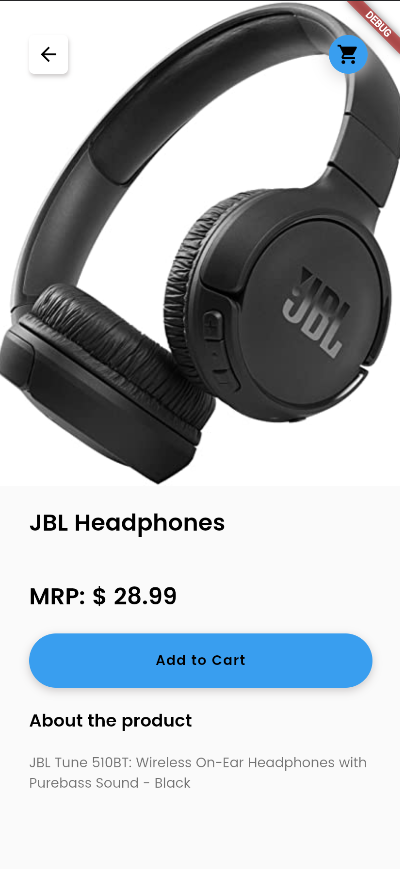 DEBUG
JBL
JBL Headphones
MRP: $ 28.99
Add to Cart
About the product
JBL Tune 510BT: Wireless On-Ear Headphones with
Purebass Sound - Black